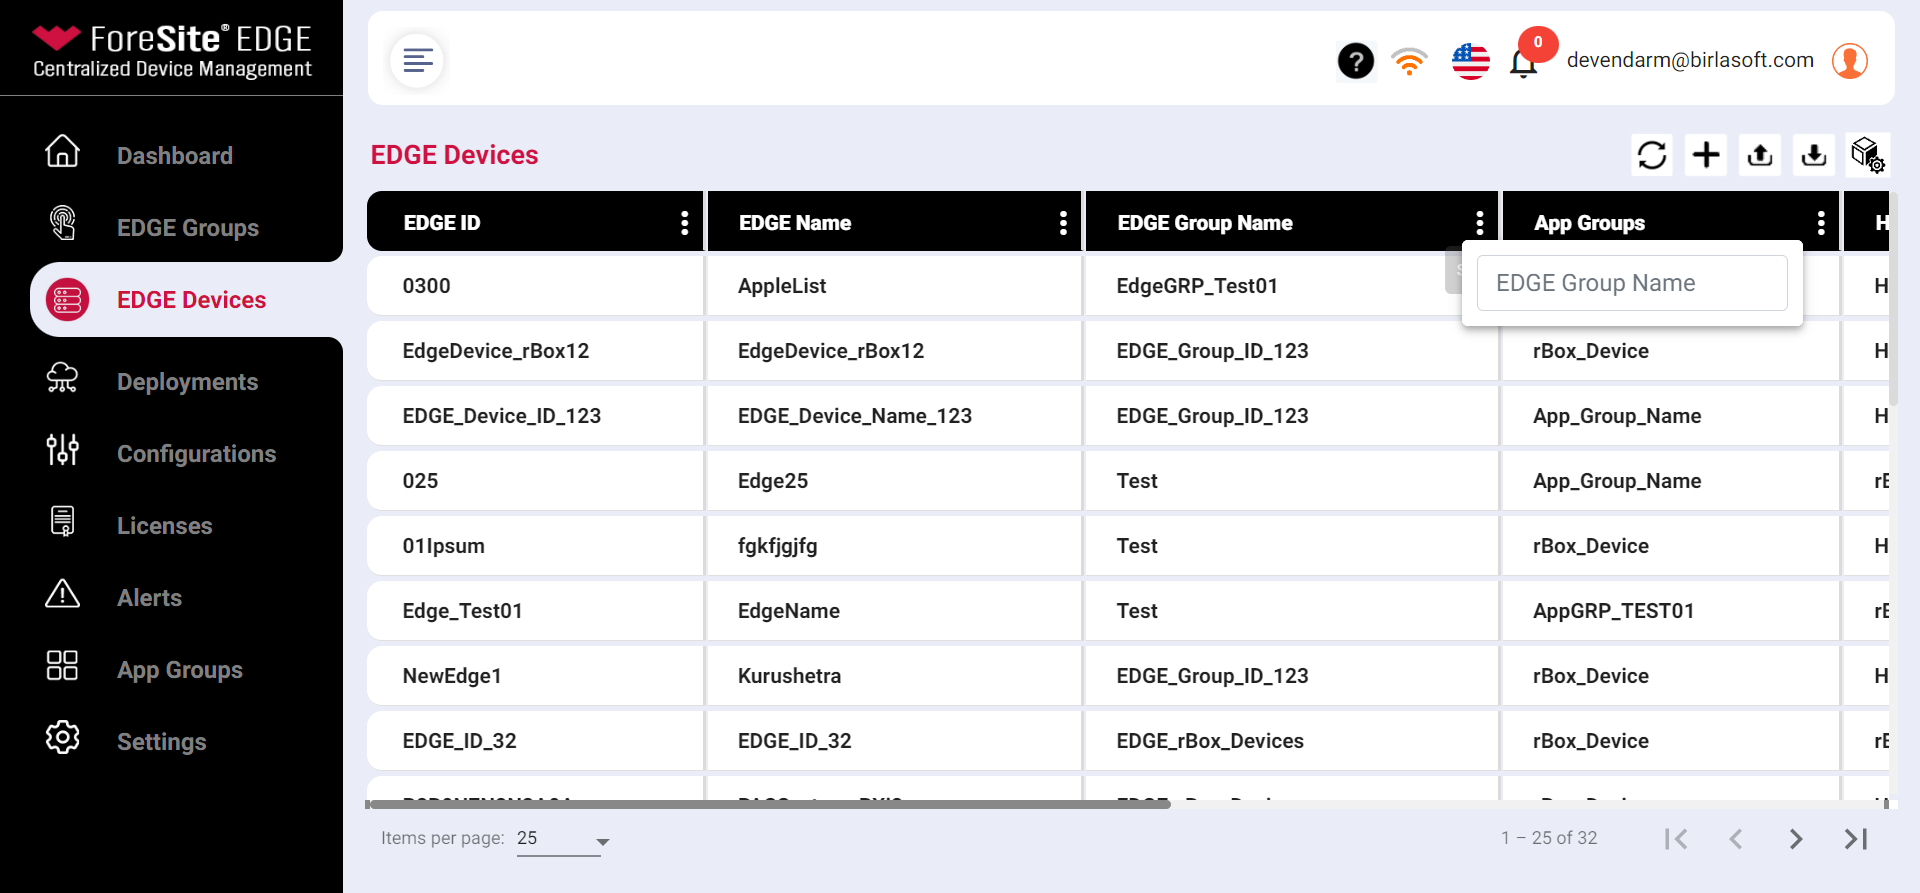 ForeSite® EDGE
Centralized Device Management
0
devendarm@birlasoft.com
Dashboard
EDGE Groups
EDGE Devices
Deployments
Configurations
Licenses
Alerts
App Groups
Settings
EDGE Devices
EDGE ID EDGE Name EDGE Group Name App Groups H
EDGE Group Name
0300 AppleList EdgeGRP_Test01 H
EdgeDevice_rBox12 EdgeDevice_rBox12 EDGE_Group_ID_123 rBox_Device H
EDGE_Device_ID_123 EDGE_Device_Name_123 EDGE_Group_ID_123 App_Group_Name H
025 Edge25 Test App_Group_Name rE
01Ipsum fgkfjgjfg Test rBox_Device H
Edge_Test01 EdgeName Test AppGRP_TEST01 rE
NewEdge1 Kurushetra EDGE_Group_ID_123 rBox_Device H
EDGE_ID_32 EDGE_ID_32 EDGE_rBox_Devices rBox_Device rE
Items per page: 25
1 – 25 of 32